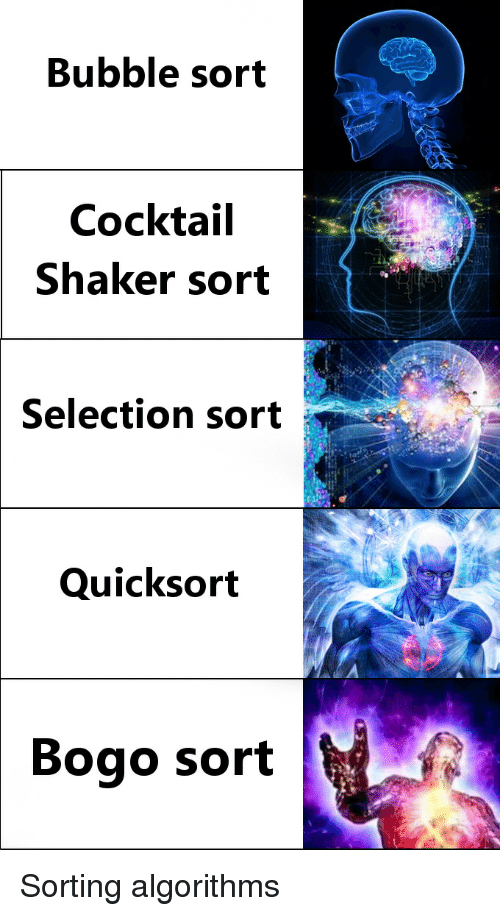 Bubble sort
Cocktail
Shaker sort
Selection sort
Quicksort
Bogo sort
Sorting algorithms